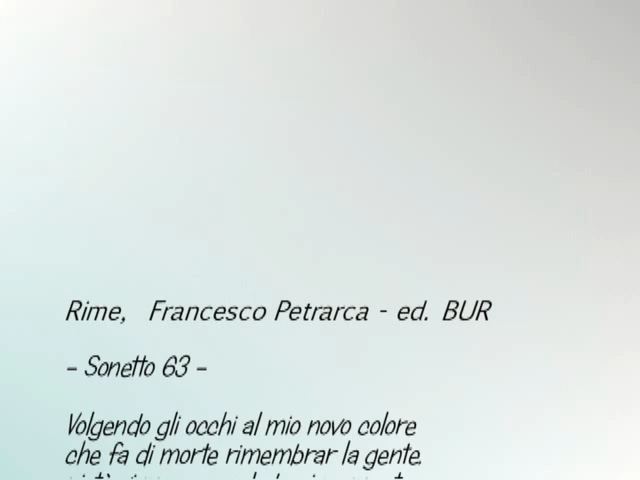 Rime, Francesco Petrarca - ed. BUR
- Sonetto 63 -
Volgendo gli occhi al mio novo colore
che fa di morte rimembrar la gente,